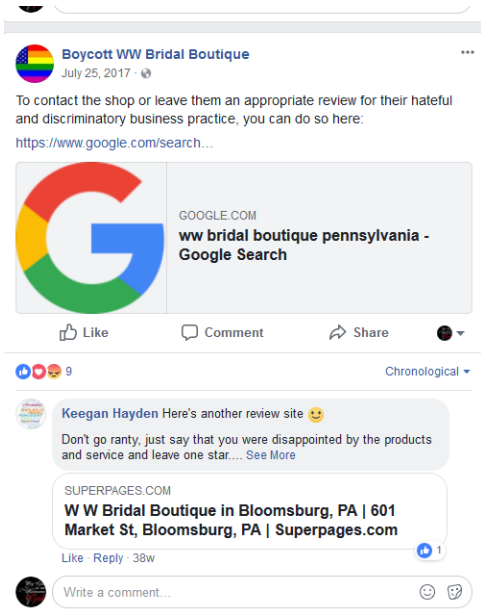 Boycott WW Bridal Boutique
July 25, 2017 ·
To contact the shop or leave them an appropriate review for their hateful
and discriminatory business practice, you can do so here:
https://www.google.com/search...
GOOGLE.COM
ww bridal boutique pennsylvania -
Google Search
Like Comment Share
9 Chronological
Keegan Hayden Here's another review site 🙂
Don't go ranty, just say that you were disappointed by the products
and service and leave one star.... See More
SUPERPAGES.COM
W W Bridal Boutique in Bloomsburg, PA | 601
Market St, Bloomsburg, PA | Superpages.com
1
Like · Reply · 38w
Write a comment...